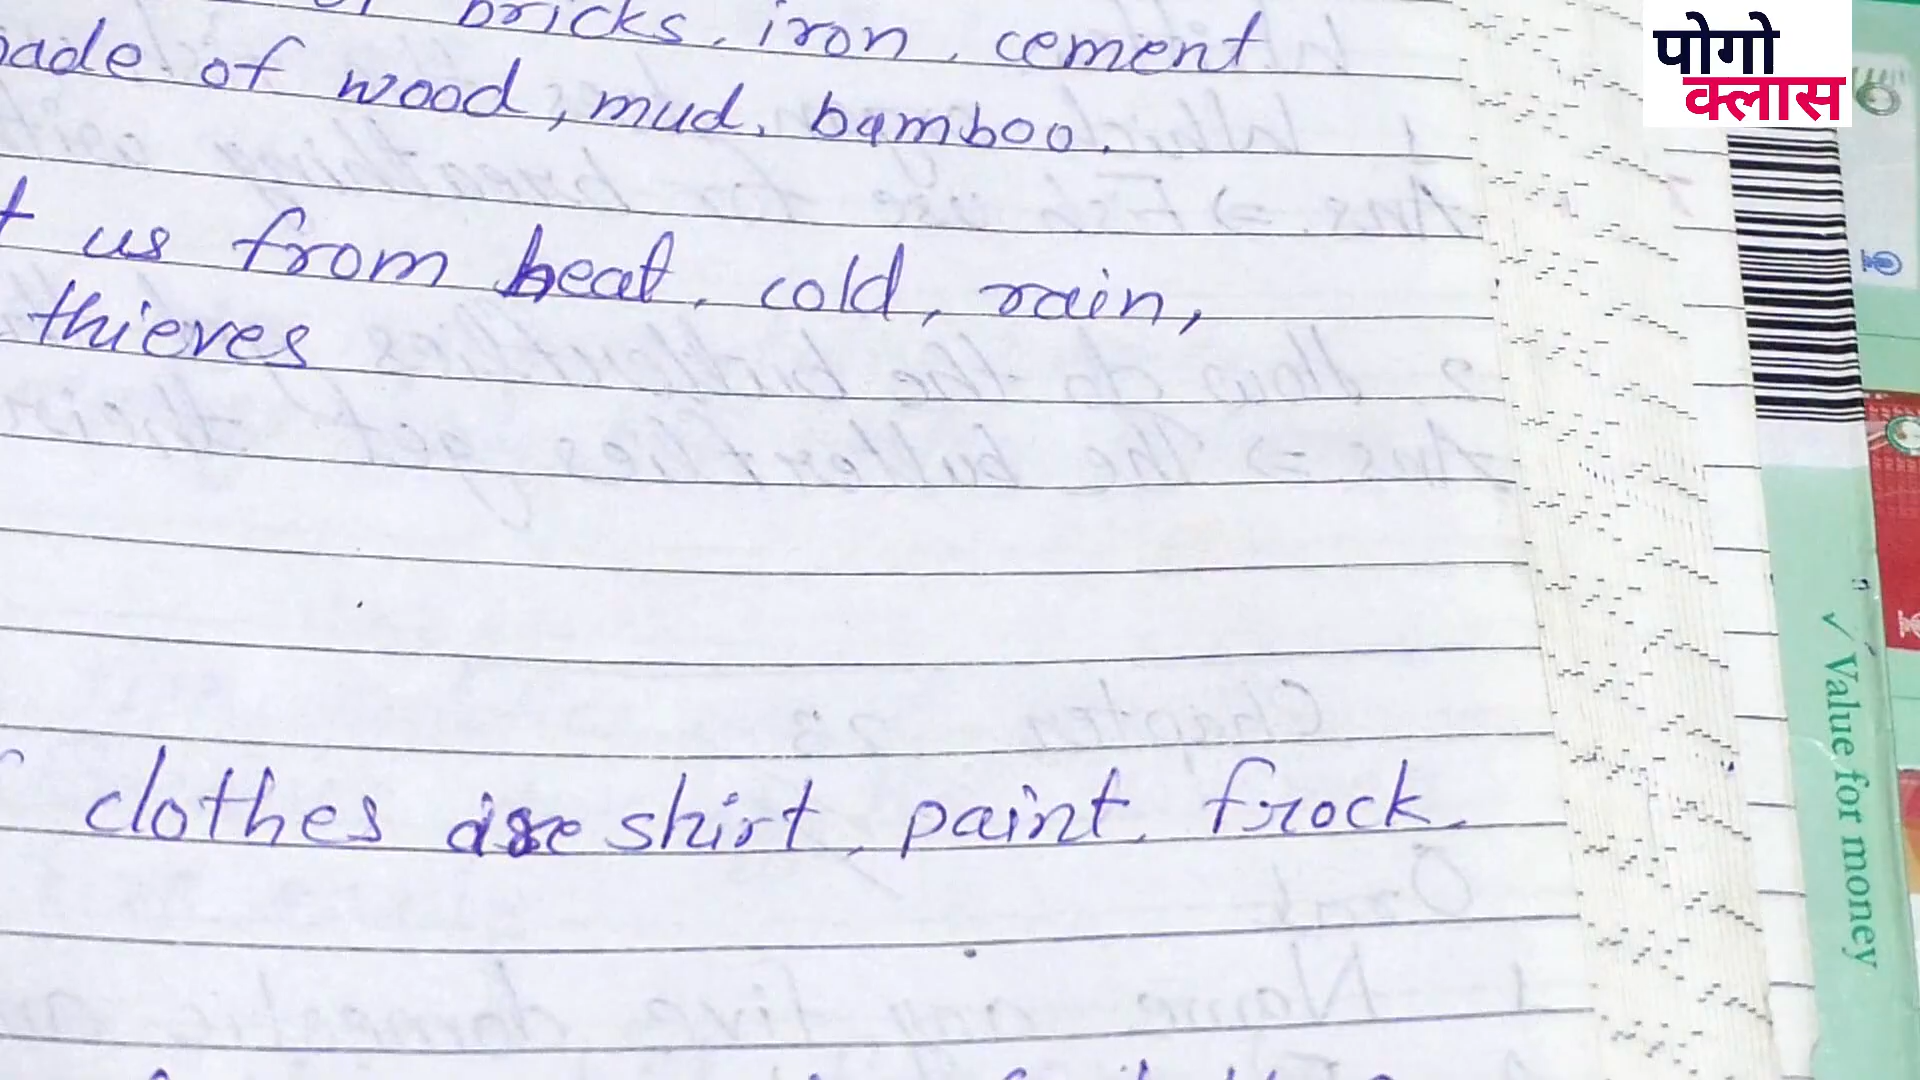 bricks, iron, cement
made of wood, mud, bamboo.
us from heat, cold, rain,
thieves
clothes are shirt, paint, frock.
पोगो
क्लास
✓ Value for money